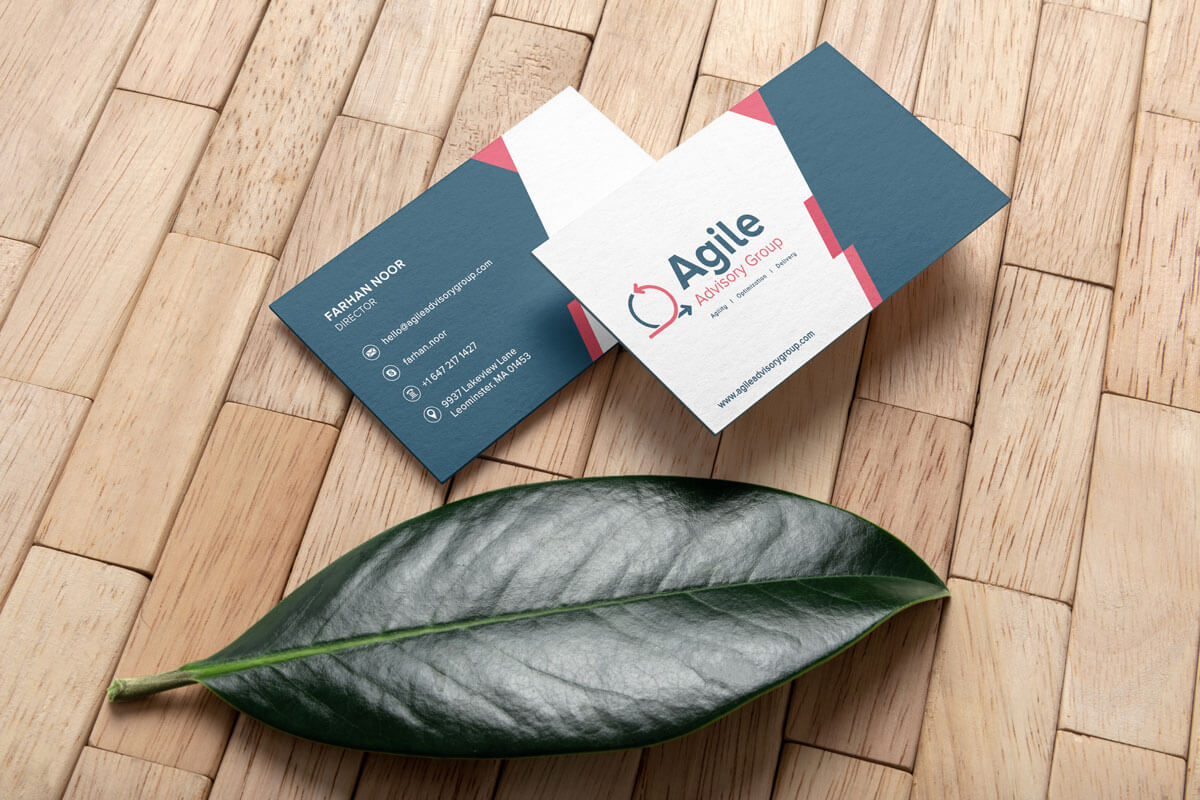 FARHAN NOOR
DIRECTOR
hello@agileadvisorygroup.com
farhan.noor
+1 647 217 1427
9937 Lakeview Lane
Leominster, MA 01453
Agile
Advisory Group
Agiling | Optimization | Delivery
www.agileadvisorygroup.com